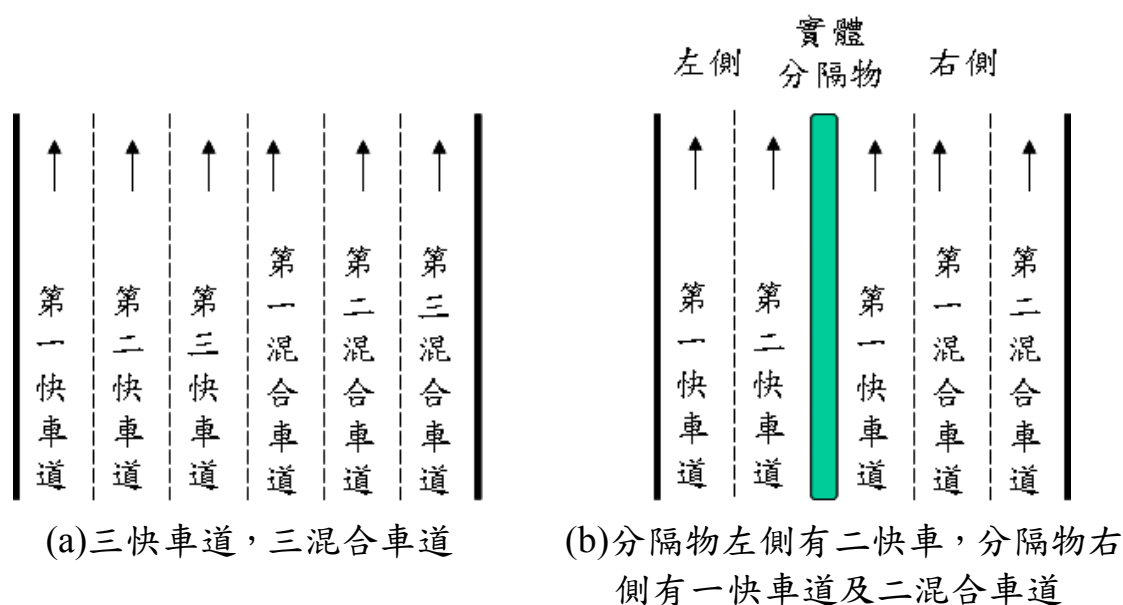 第一快車道
第二快車道
第三快車道
第一混合車道
第二混合車道
第三混合車道
(a)三快車道，三混合車道
左側
實體
分隔物
右側
第一快車道
第二快車道
第一快車道
第一混合車道
第二混合車道
(b)分隔物左側有二快車，分隔物右
側有一快車道及二混合車道